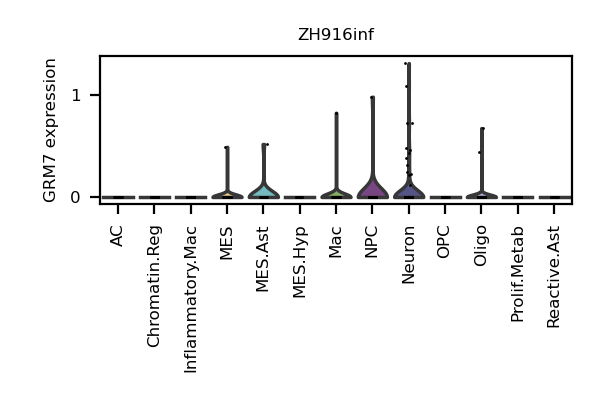 ZH916inf
GRM7 expression
1
0
AC
Chromatin.Reg
Inflammatory.Mac
MES
MES.Ast
MES.Hyp
Mac
NPC
Neuron
OPC
Oligo
Prolif.Metab
Reactive.Ast